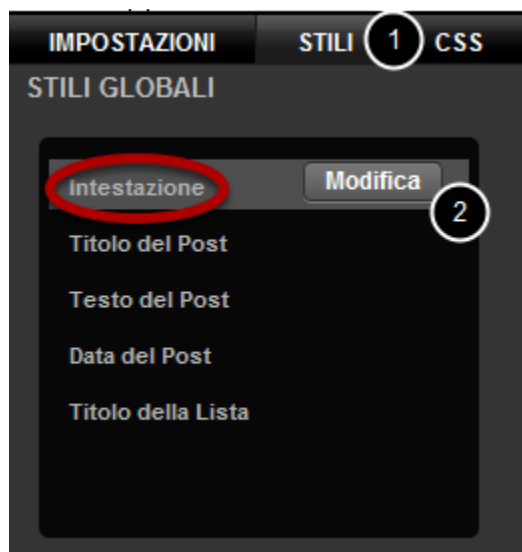 IMPOSTAZIONI STILI 1 CSS
STILI GLOBALI
Intestazione Modifica
2
Titolo del Post
Testo del Post
Data del Post
Titolo della Lista